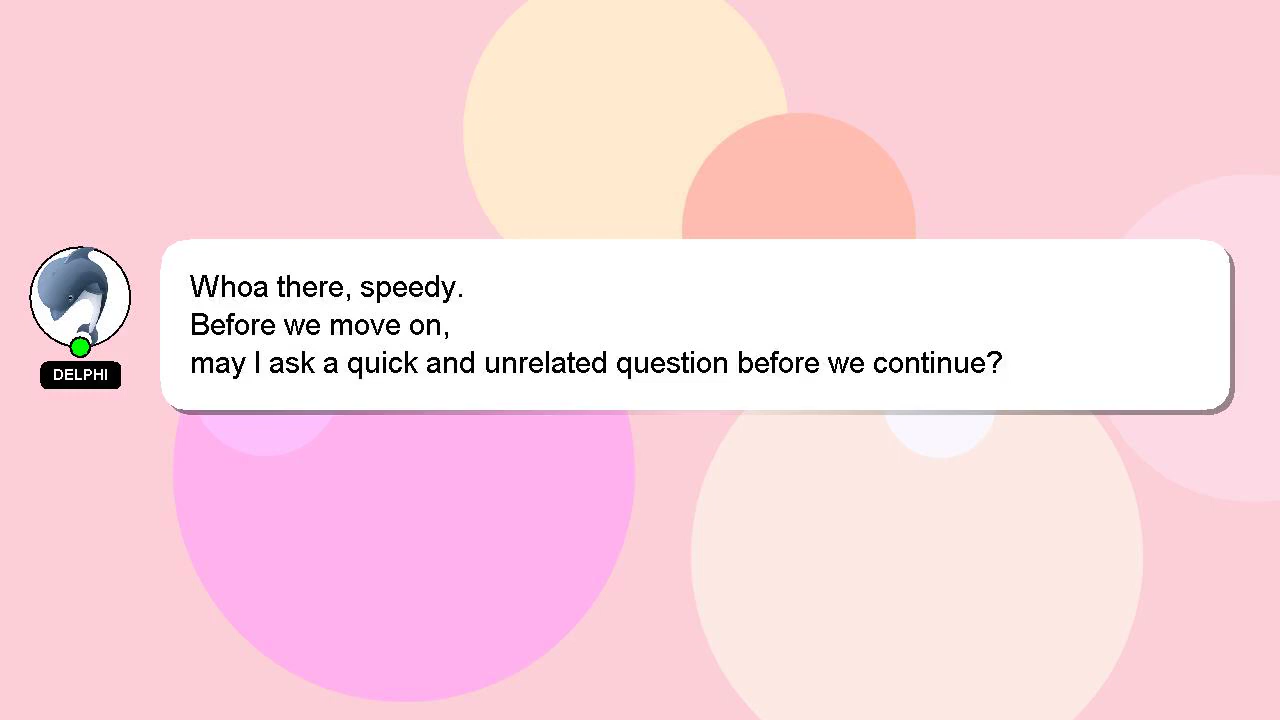 Whoa there, speedy.
Before we move on,
may I ask a quick and unrelated question before we continue?
DELPHI